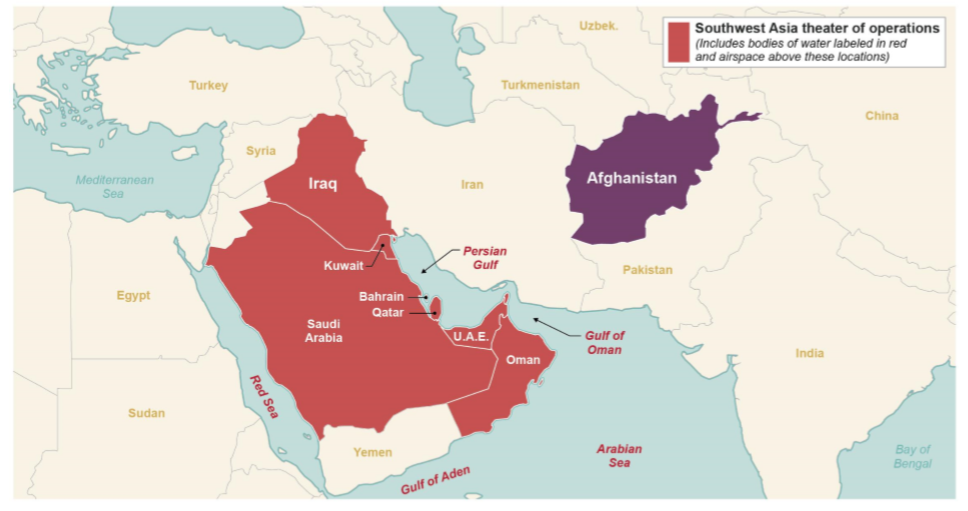 Uzbek.
Southwest Asia theater of operations
(Includes bodies of water labeled in red
and airspace above these locations)
Turkey
Turkmenistan
China
Syria
Mediterranean
Sea
Iraq
Iran
Afghanistan
Persian
Gulf
Kuwait
Pakistan
Egypt
Bahrain
Qatar
Saudi
Arabia
U.A.E.
Gulf of
Oman
Oman
India
Red Sea
Sudan
Yemen
Arabian
Sea
Bay of
Bengal
Gulf of Aden